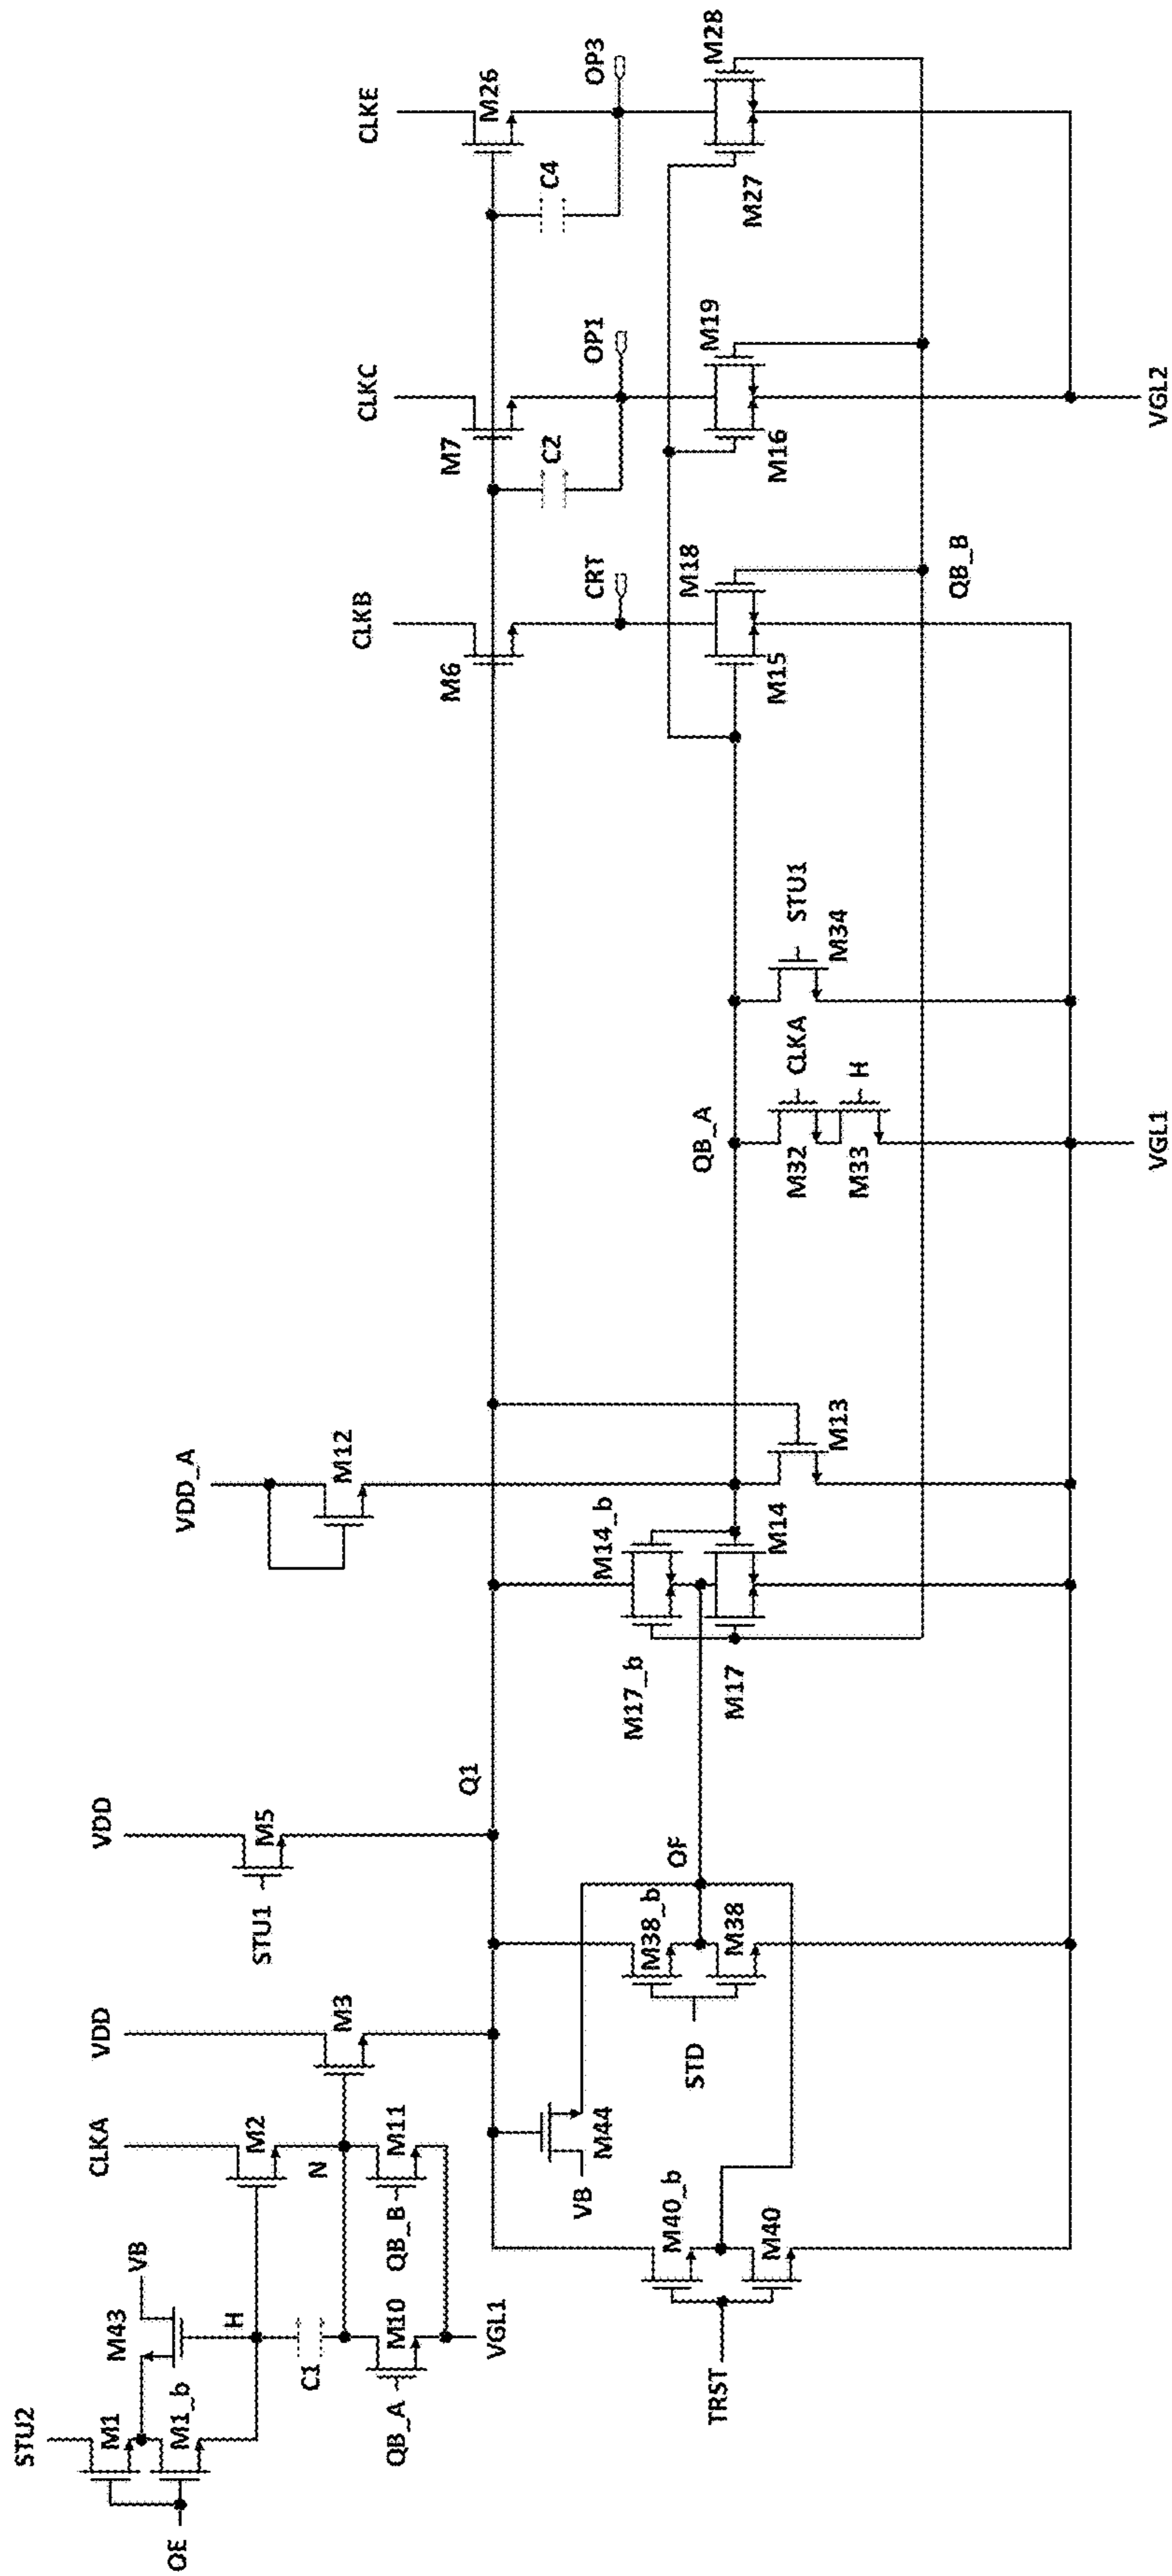 STU2
VB
M43
M1
M1_b
OE
H
C1
QB_A
M10
VGL1
CLKA
M2
N
QB_B
M11
VDD
M3
VDD
STU1
M5
Q1
VDD_A
M12
CLKB
M6
CRT
CLKC
M7
C2
OP1
CLKE
M26
C4
OP3
TRST
M40_b
M40
VB
M44
STD
M38_b
M38
OF
M17_b
M17
M14_b
M14
M13
QB_A
M32
CLKA
M33
H
STU1
M34
M15
M18
M16
M19
M27
M28
QB_B
VGL1
VGL2